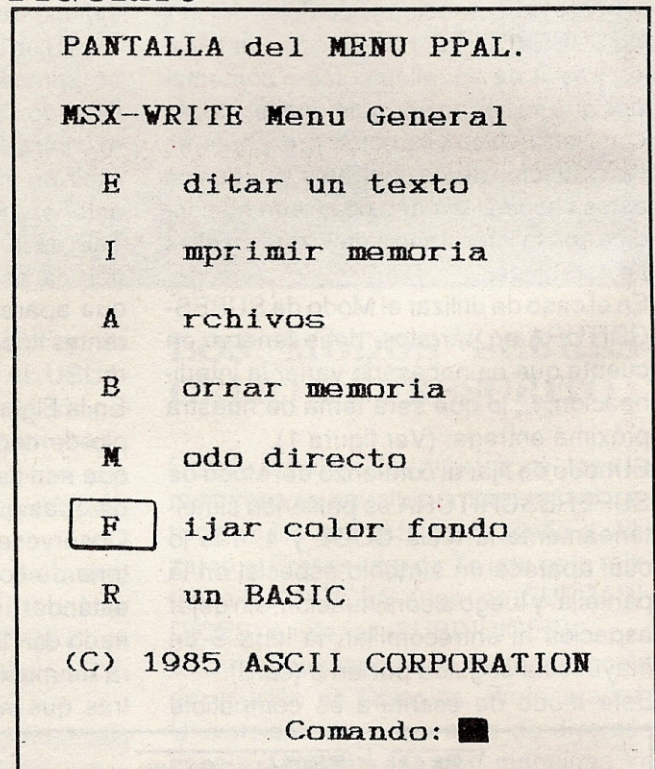 PANTALLA del MENU PPAL.
MSX-WRITE Menu General
E ditar un texto
I mprimir memoria
A rchivos
B orrar memoria
M odo directo
F ijar color fondo
R un BASIC
(C) 1985 ASCII CORPORATION
Comando: